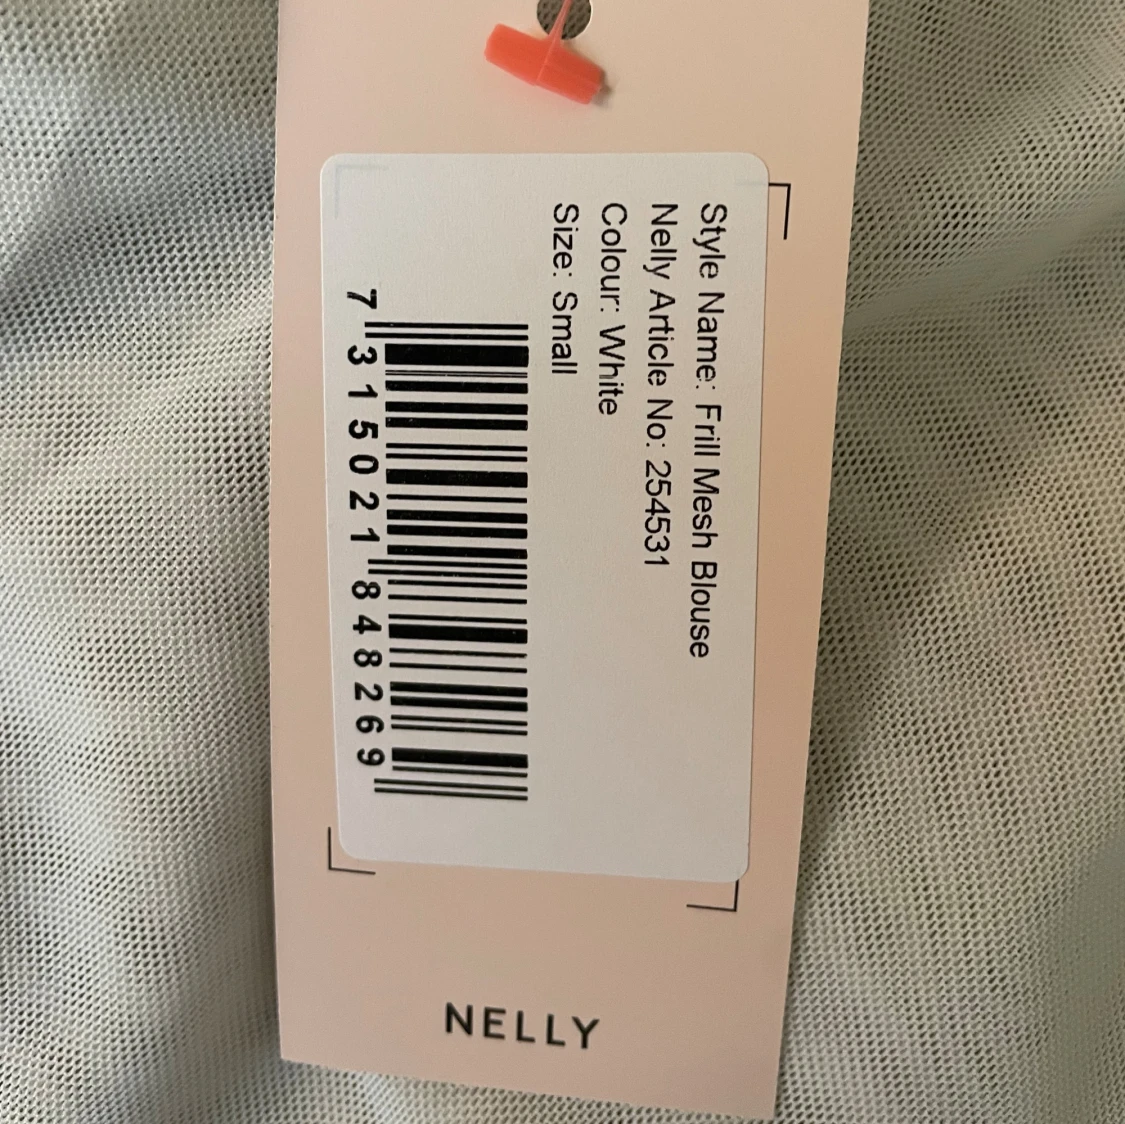 Style Name: Frill Mesh Blouse
Nelly Article No: 254531
Colour: White
Size: Small
7 315021 848269
NELLY